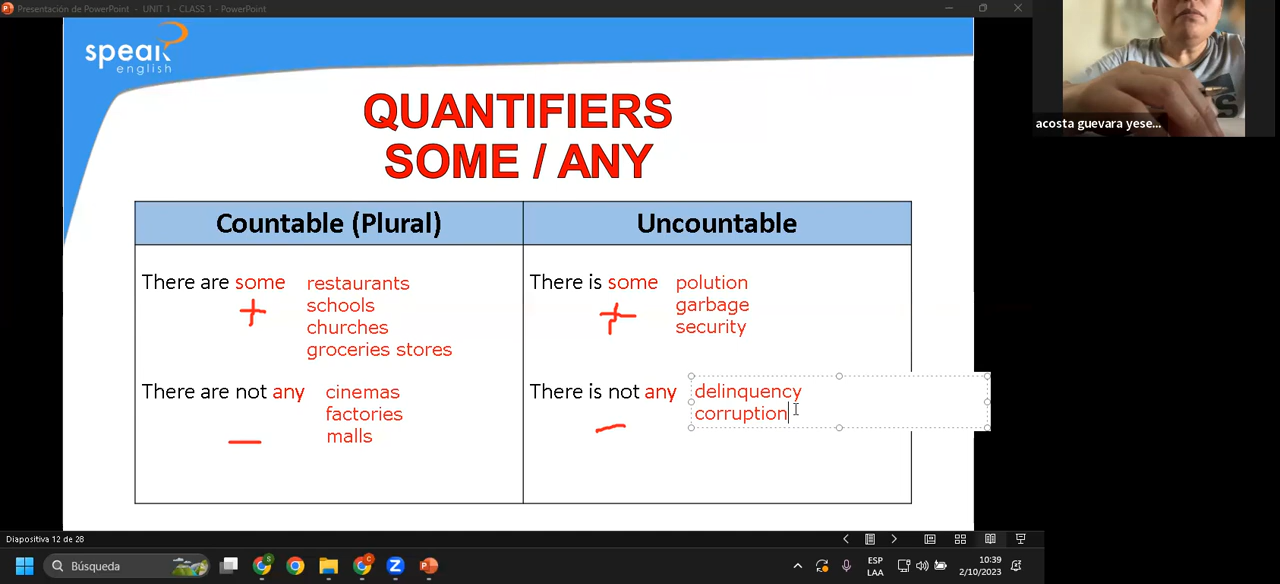 Presentación de PowerPoint - UNIT 1 - CLASS 1 - PowerPoint
speak
english
QUANTIFIERS
SOME / ANY
Countable (Plural)
Uncountable
There are some restaurants
schools
churches
groceries stores
There is some polution
garbage
security
There are not any cinemas
factories
malls
There is not any delinquency
corruption
acosta guevara yese...
Diapositiva 12 de 28
Búsqueda
ESP
LAA
10:39
2/10/2023